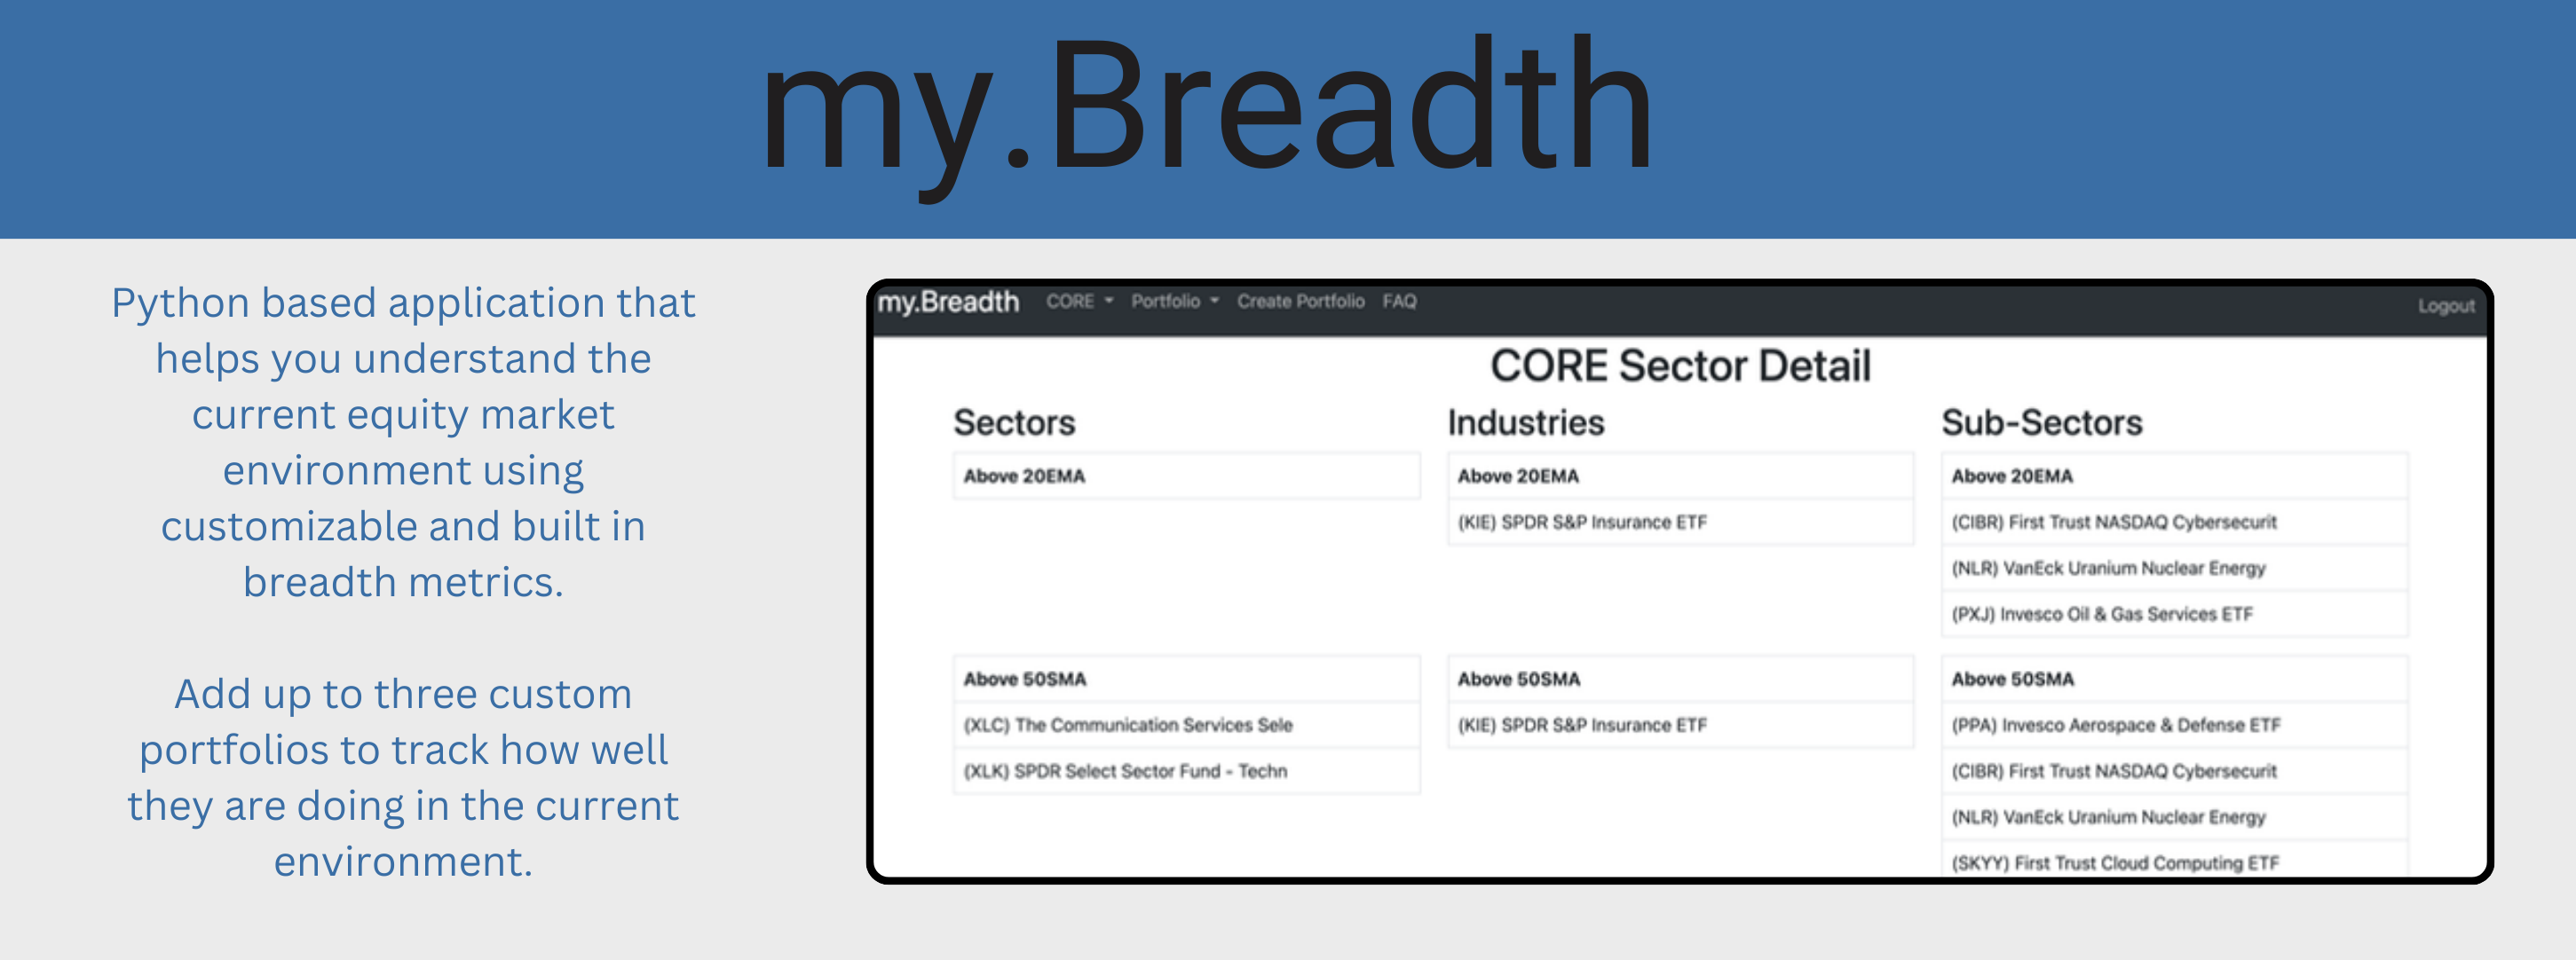 my.Breadth
Python based application that
helps you understand the
current equity market
environment using
customizable and built in
breadth metrics.
Add up to three custom
portfolios to track how well
they are doing in the current
environment.
my.Breadth CORE Portfolio Create Portfolio FAQ Logout
CORE Sector Detail
Sectors
Above 20EMA
Above 50SMA
(XLC) The Communication Services Sele
(XLK) SPDR Select Sector Fund - Techn
Industries
Above 20EMA
(KIE) SPDR S&P Insurance ETF
Above 50SMA
(KIE) SPDR S&P Insurance ETF
Sub-Sectors
Above 20EMA
(CIBR) First Trust NASDAQ Cybersecurit
(NLR) VanEck Uranium Nuclear Energy
(PXJ) Invesco Oil & Gas Services ETF
Above 50SMA
(PPA) Invesco Aerospace & Defense ETF
(CIBR) First Trust NASDAQ Cybersecurit
(NLR) VanEck Uranium Nuclear Energy
(SKYY) First Trust Cloud Computing ETF